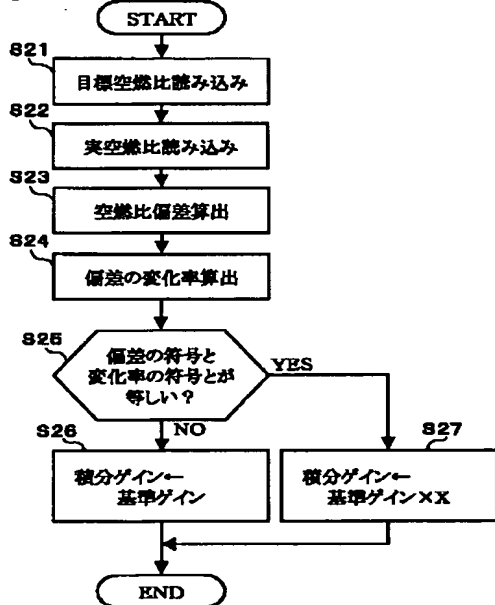 START
S21
目標空燃比読み込み
S22
実空燃比読み込み
S23
空燃比偏差算出
S24
偏差の変化率算出
S25
偏差の符号と
変化率の符号とが
等しい？
YES
NO
S26
積分ゲイン←
基準ゲイン
S27
積分ゲイン←
基準ゲイン×X
END